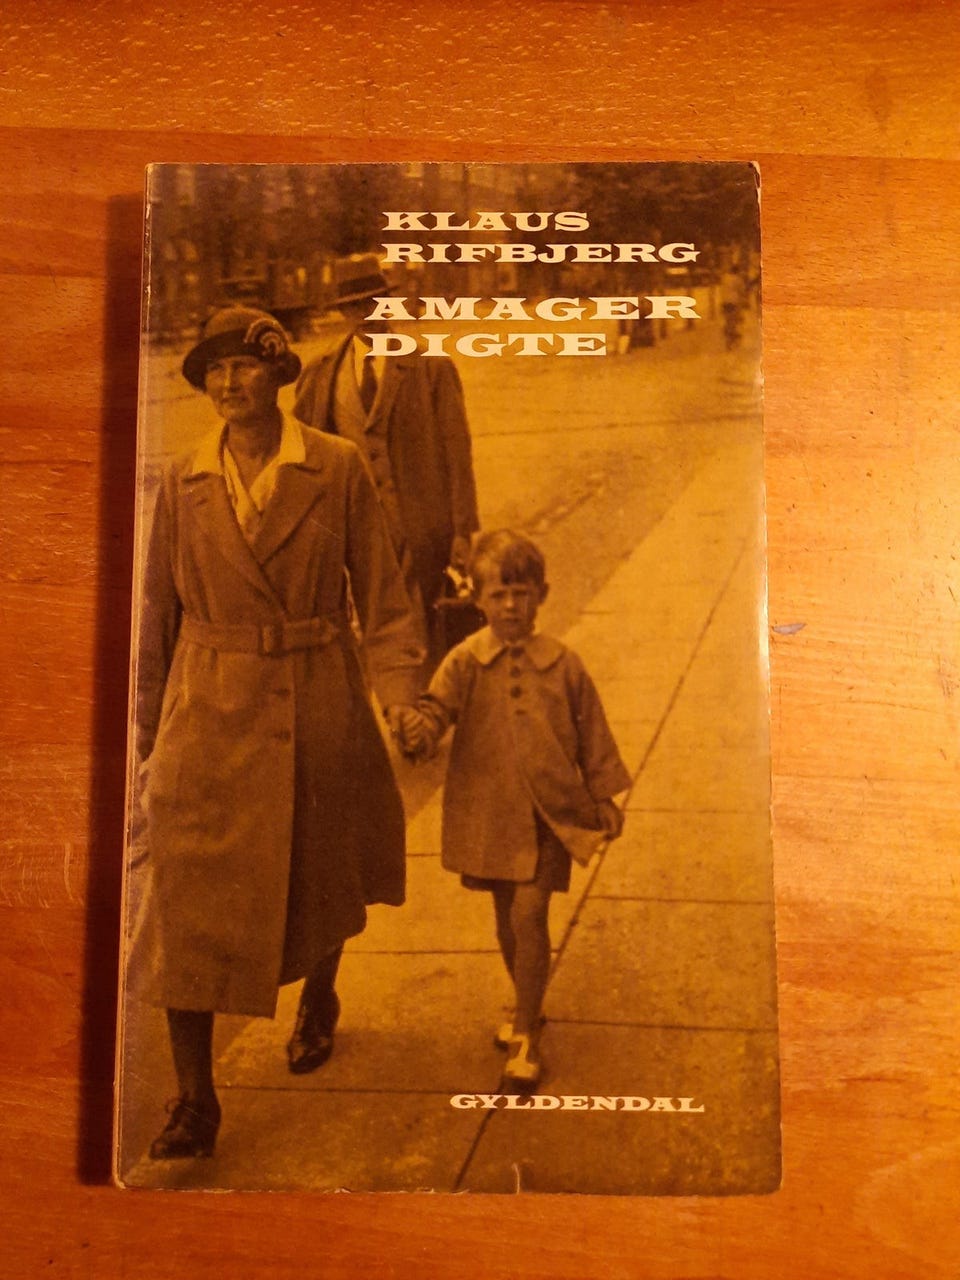 KLAUS
RIFBJERG
AMAGER
DIGTE
GYLDENDAL